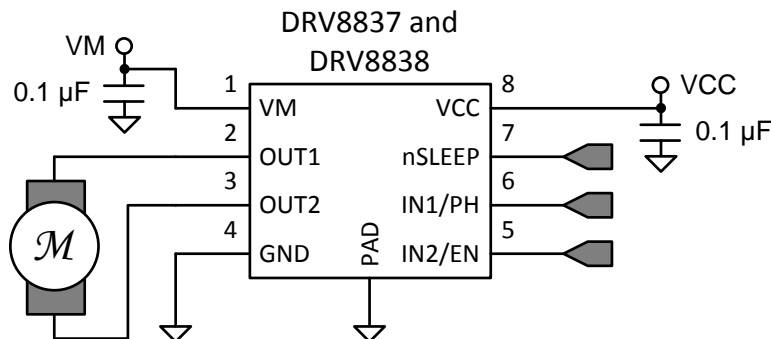 DRV8837 and
DRV8838
VM
0.1 µF
1
VM
VCC
8
VCC
0.1 µF
2
OUT1
nSLEEP
7
3
OUT2
IN1/PH
6
4
GND
PAD
IN2/EN
5
M